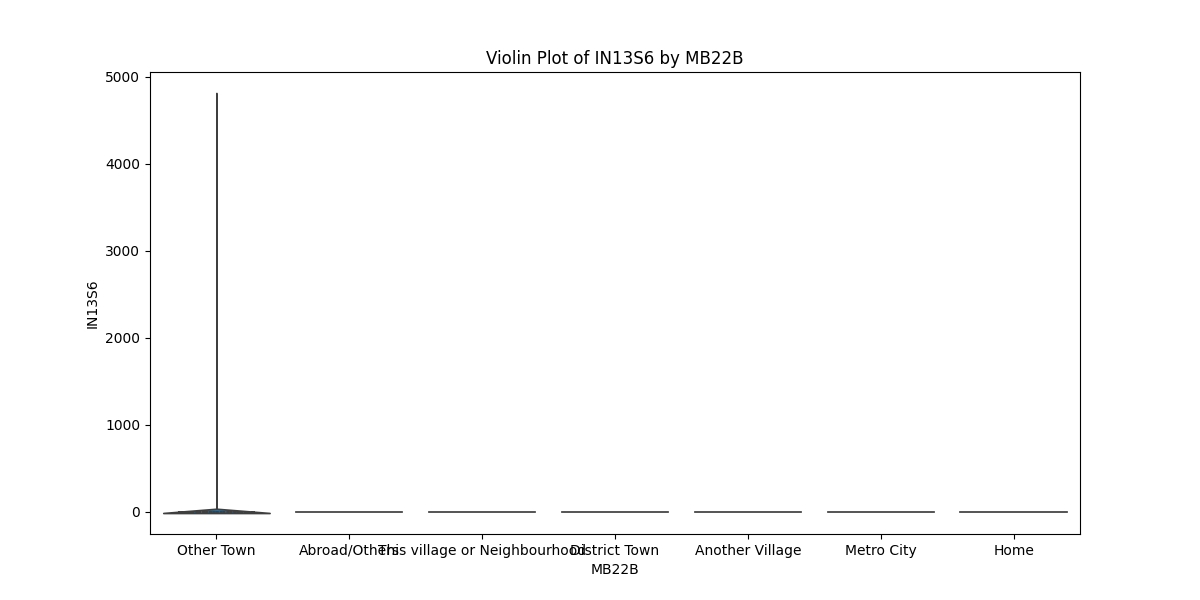 Violin Plot of IN13S6 by MB22B
5000
4000
3000
2000
1000
0
IN13S6
Other Town
Abroad/Others
This village or Neighbourhood
District Town
Another Village
Metro City
Home
MB22B